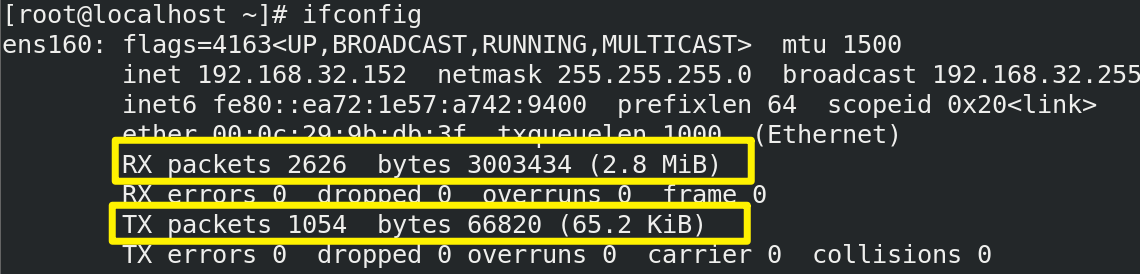 [root@localhost ~]# ifconfig
ens160: flags=4163<UP,BROADCAST,RUNNING,MULTICAST>  mtu 1500
inet 192.168.32.152  netmask 255.255.255.0  broadcast 192.168.32.255
inet6 fe80::ea72:1e57:a742:9400  prefixlen 64  scopeid 0x20<link>
ether 00:0c:29:9b:db:3f  txqueuelen 1000  (Ethernet)
RX packets 2626  bytes 3003434 (2.8 MiB)
RX errors 0  dropped 0  overruns 0  frame 0
TX packets 1054  bytes 66820 (65.2 KiB)
TX errors 0  dropped 0 overruns 0  carrier 0  collisions 0